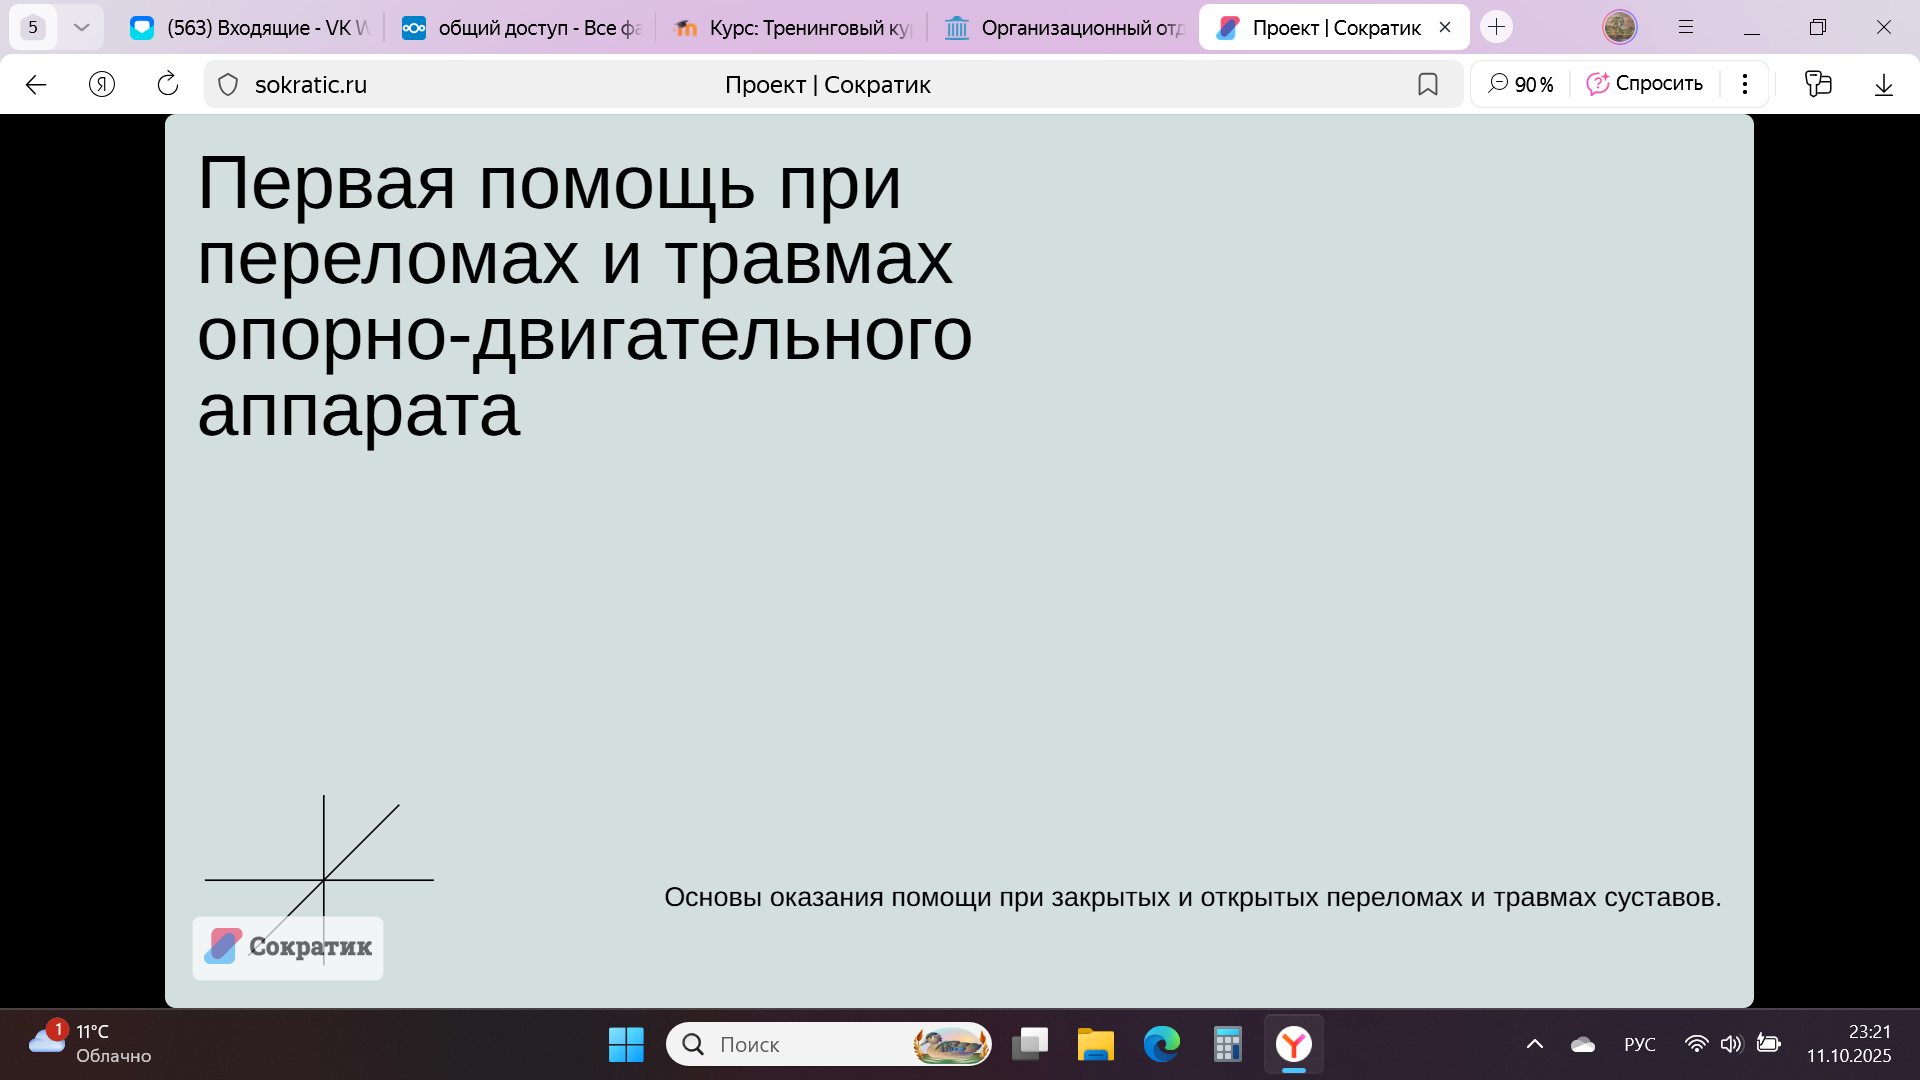 5
(563) Входящие - VK W
общий доступ - Все фа
Курс: Тренинговый ку
Организационный отд
Проект | Сократик
Я
sokratic.ru
Проект | Сократик
90 %
Спросить
Первая помощь при
переломах и травмах
опорно-двигательного
аппарата
Основы оказания помощи при закрытых и открытых переломах и травмах суставов.
Сократик
1
11°C
Облачно
Поиск
Y
РУС
23:21
11.10.2025